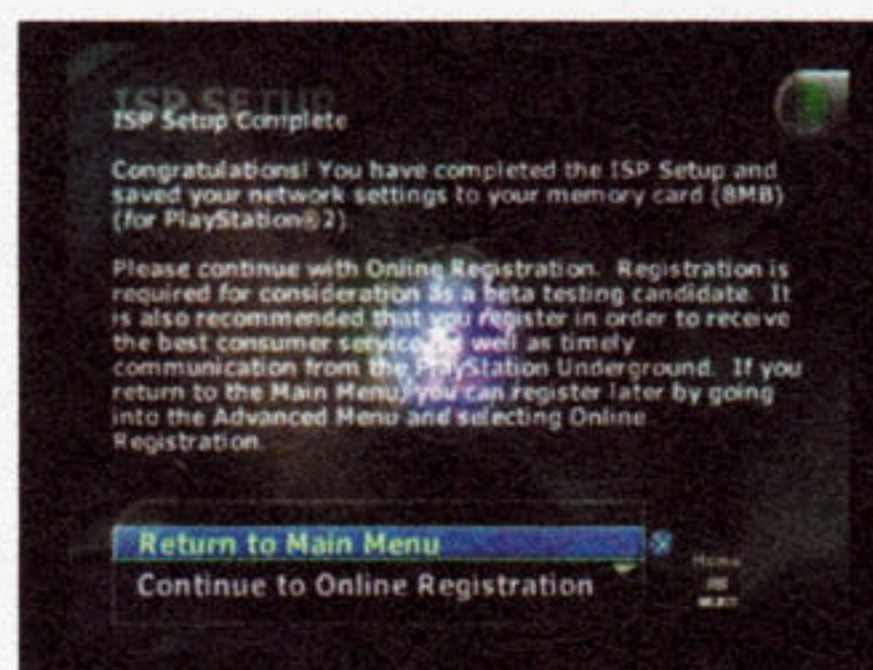 ISP SETUP
ISP Setup Complete
Congratulations! You have completed the ISP Setup and
saved your network settings to your memory card (8MB)
(for PlayStation®2)
Please continue with Online Registration. Registration is
required for consideration as a beta testing candidate. It
is also recommended that you register in order to receive
the best consumer service as well as timely
communication from the PlayStation Underground. If you
return to the Main Menu, you can register later by going
into the Advanced Menu and selecting Online
Registration.
Return to Main Menu
Continue to Online Registration
Home
SELECT